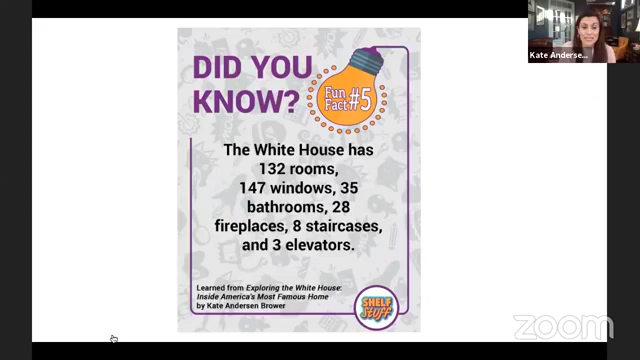 DID YOU
KNOW?
Fun
Fact #5
The White House has
132 rooms,
147 windows, 35
bathrooms, 28
fireplaces, 8 staircases,
and 3 elevators.
Learned from Exploring the White House:
Inside America's Most Famous Home
by Kate Andersen Brower
SHELF
STUFF
Kate Anderse...
zoom